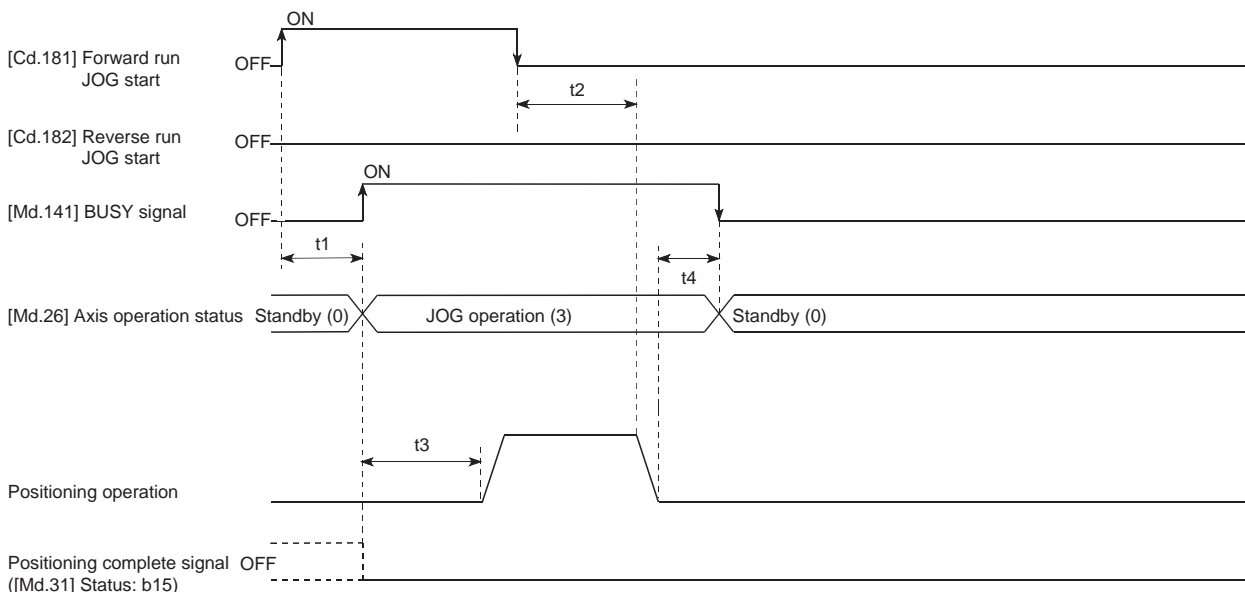 ON
[Cd.181] Forward run
JOG start
OFF
t2
[Cd.182] Reverse run
JOG start
OFF
ON
[Md.141] BUSY signal
OFF
t1
t4
[Md.26] Axis operation status
Standby (0)
JOG operation (3)
Standby (0)
t3
Positioning operation
Positioning complete signal
OFF
([Md.31] Status: b15)